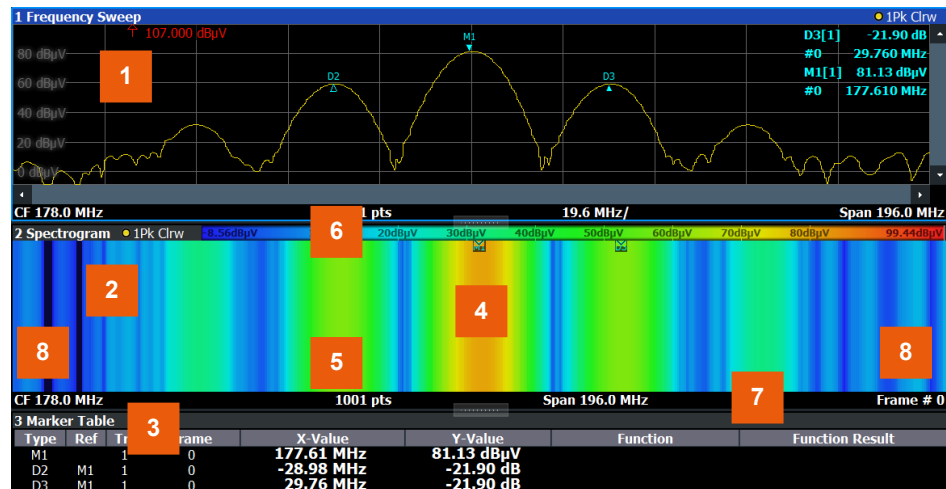 1 Frequency Sweep 1Pk Clrw
107.000 dBµV
M1
D3[1] -21.90 dB
80 dBµV
#0 29.760 MHz
1
M1[1] 81.13 dBµV
60 dBµV
D2
D3
#0 177.610 MHz
40 dBµV
20 dBµV
0 dBµV
CF 178.0 MHz 1 pts 19.6 MHz/ Span 196.0 MHz
6
2 Spectrogram 1Pk Clrw -8.56dBµV 20dBµV 30dBµV 40dBµV 50dBµV 60dBµV 70dBµV 80dBµV 99.44dBµV
2
4
8
5
8
CF 178.0 MHz 1001 pts Span 196.0 MHz Frame # 0
7
3 Marker Table
3
Type Ref X-Value Y-Value Function Function Result
M1 1 0 177.61 MHz 81.13 dBµV
D2 M1 1 0 -28.98 MHz -21.90 dB
D3 M1 1 0 29.76 MHz -21.90 dB